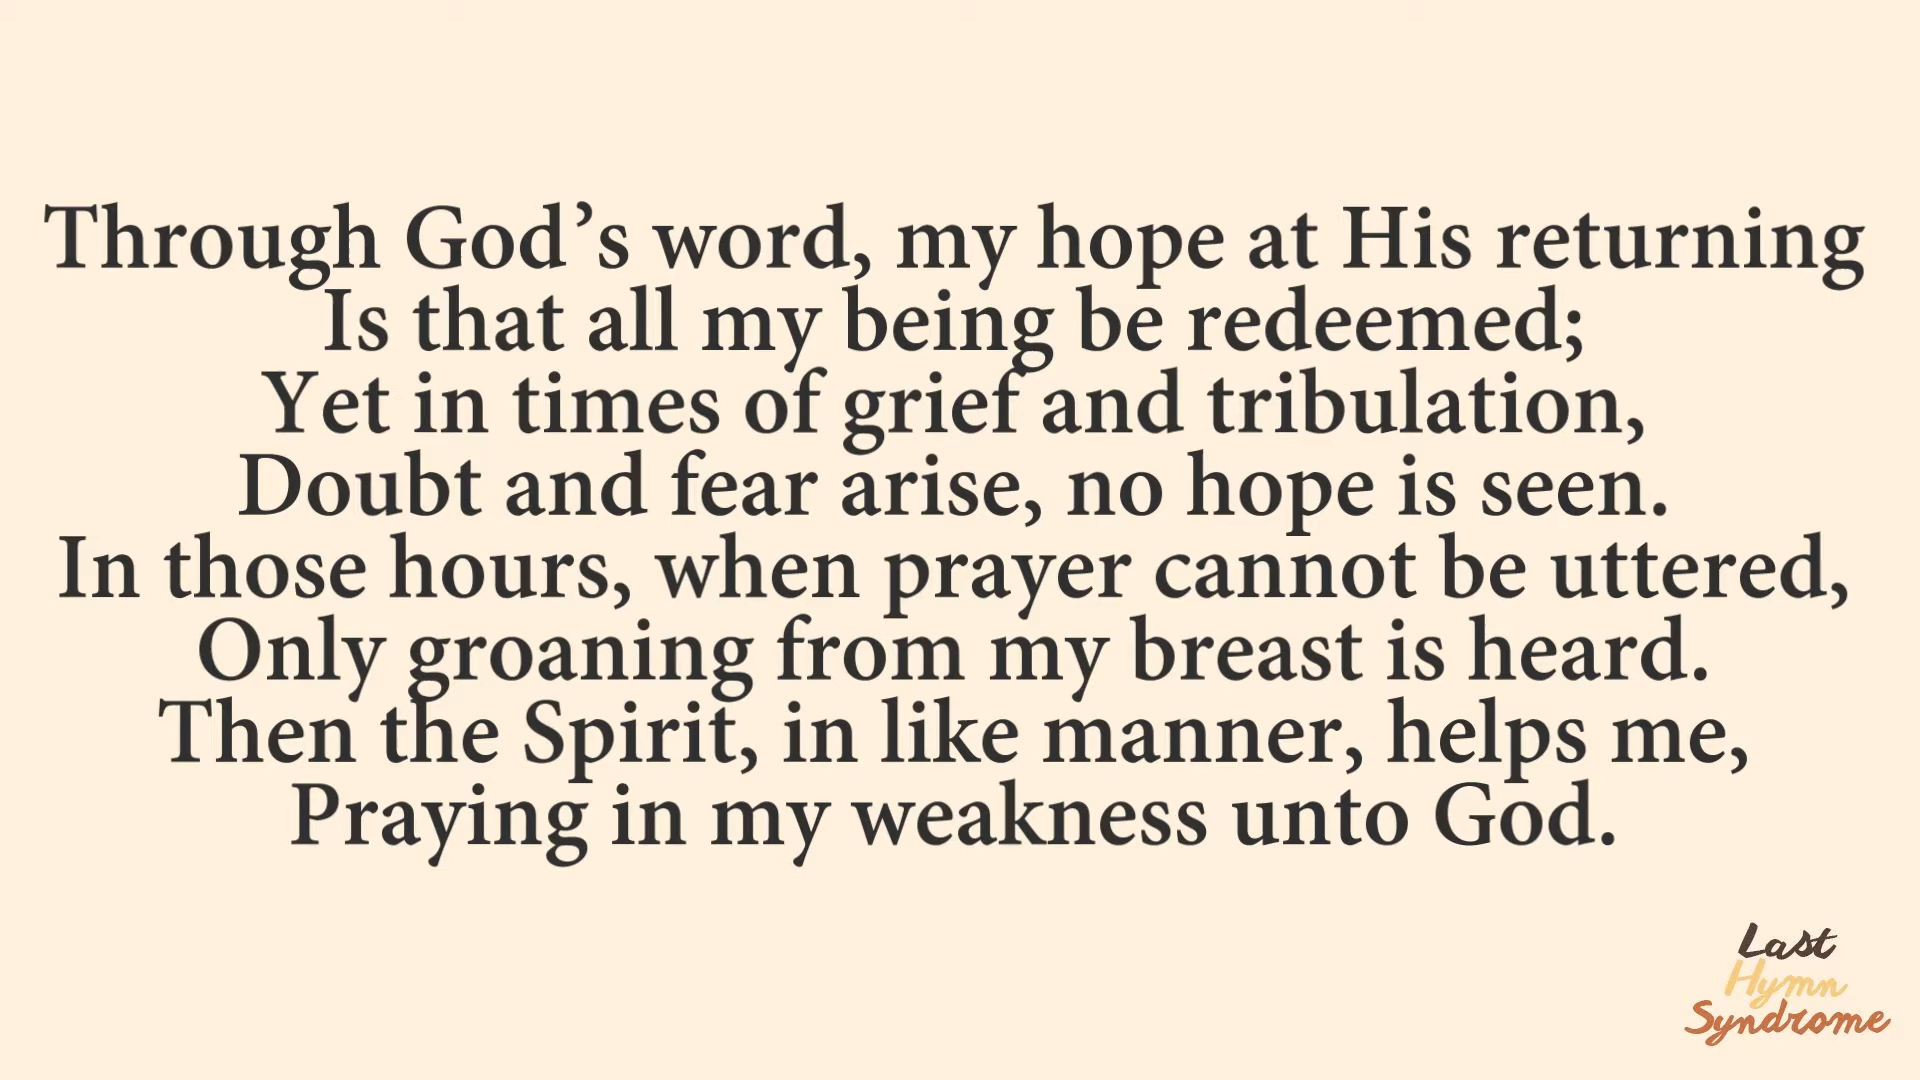 Through God’s word, my hope at His returning
Is that all my being be redeemed;
Yet in times of grief and tribulation,
Doubt and fear arise, no hope is seen.
In those hours, when prayer cannot be uttered,
Only groaning from my breast is heard.
Then the Spirit, in like manner, helps me,
Praying in my weakness unto God.
Last
Hymn
Syndrome